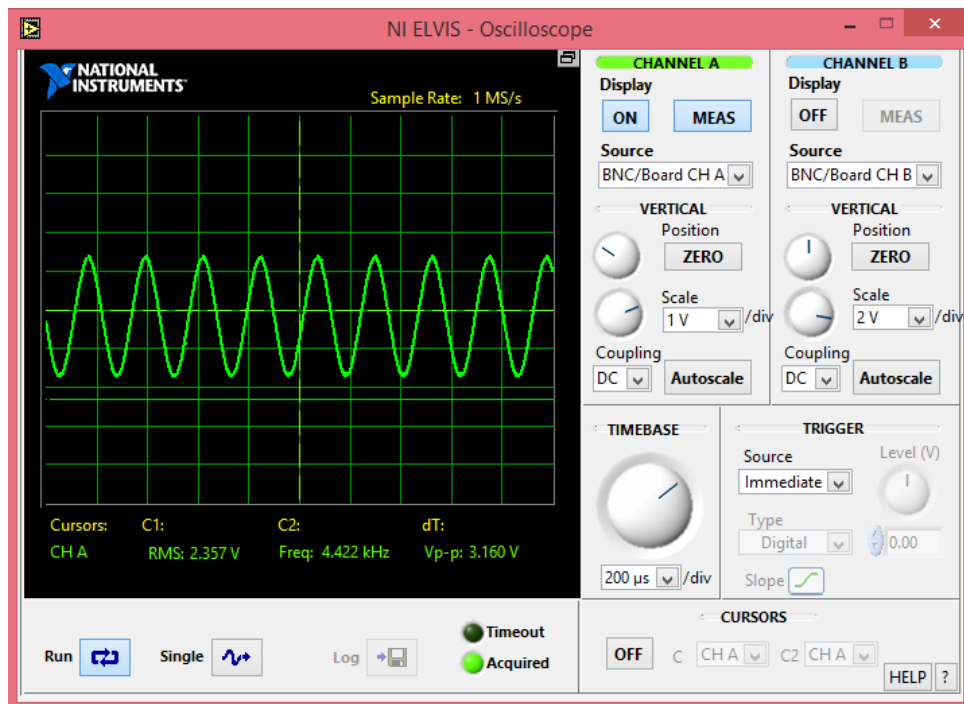 NI ELVIS - Oscilloscope
NATIONAL
INSTRUMENTS™
Sample Rate: 1 MS/s
Cursors: C1: C2: dT:
CH A RMS: 2.357 V Freq: 4.422 kHz Vp-p: 3.160 V
CHANNEL A
Display
ON MEAS
Source
BNC/Board CH A
VERTICAL
Position
ZERO
Scale
1 V /div
Coupling
DC Autoscale
CHANNEL B
Display
OFF MEAS
Source
BNC/Board CH B
VERTICAL
Position
ZERO
Scale
2 V /div
Coupling
DC Autoscale
TIMEBASE
200 µs /div
TRIGGER
Source
Immediate
Level (V)
Type
Digital
0.00
Slope
Run Single Log
Timeout
Acquired
CURSORS
OFF C CH A C2 CH A
HELP ?